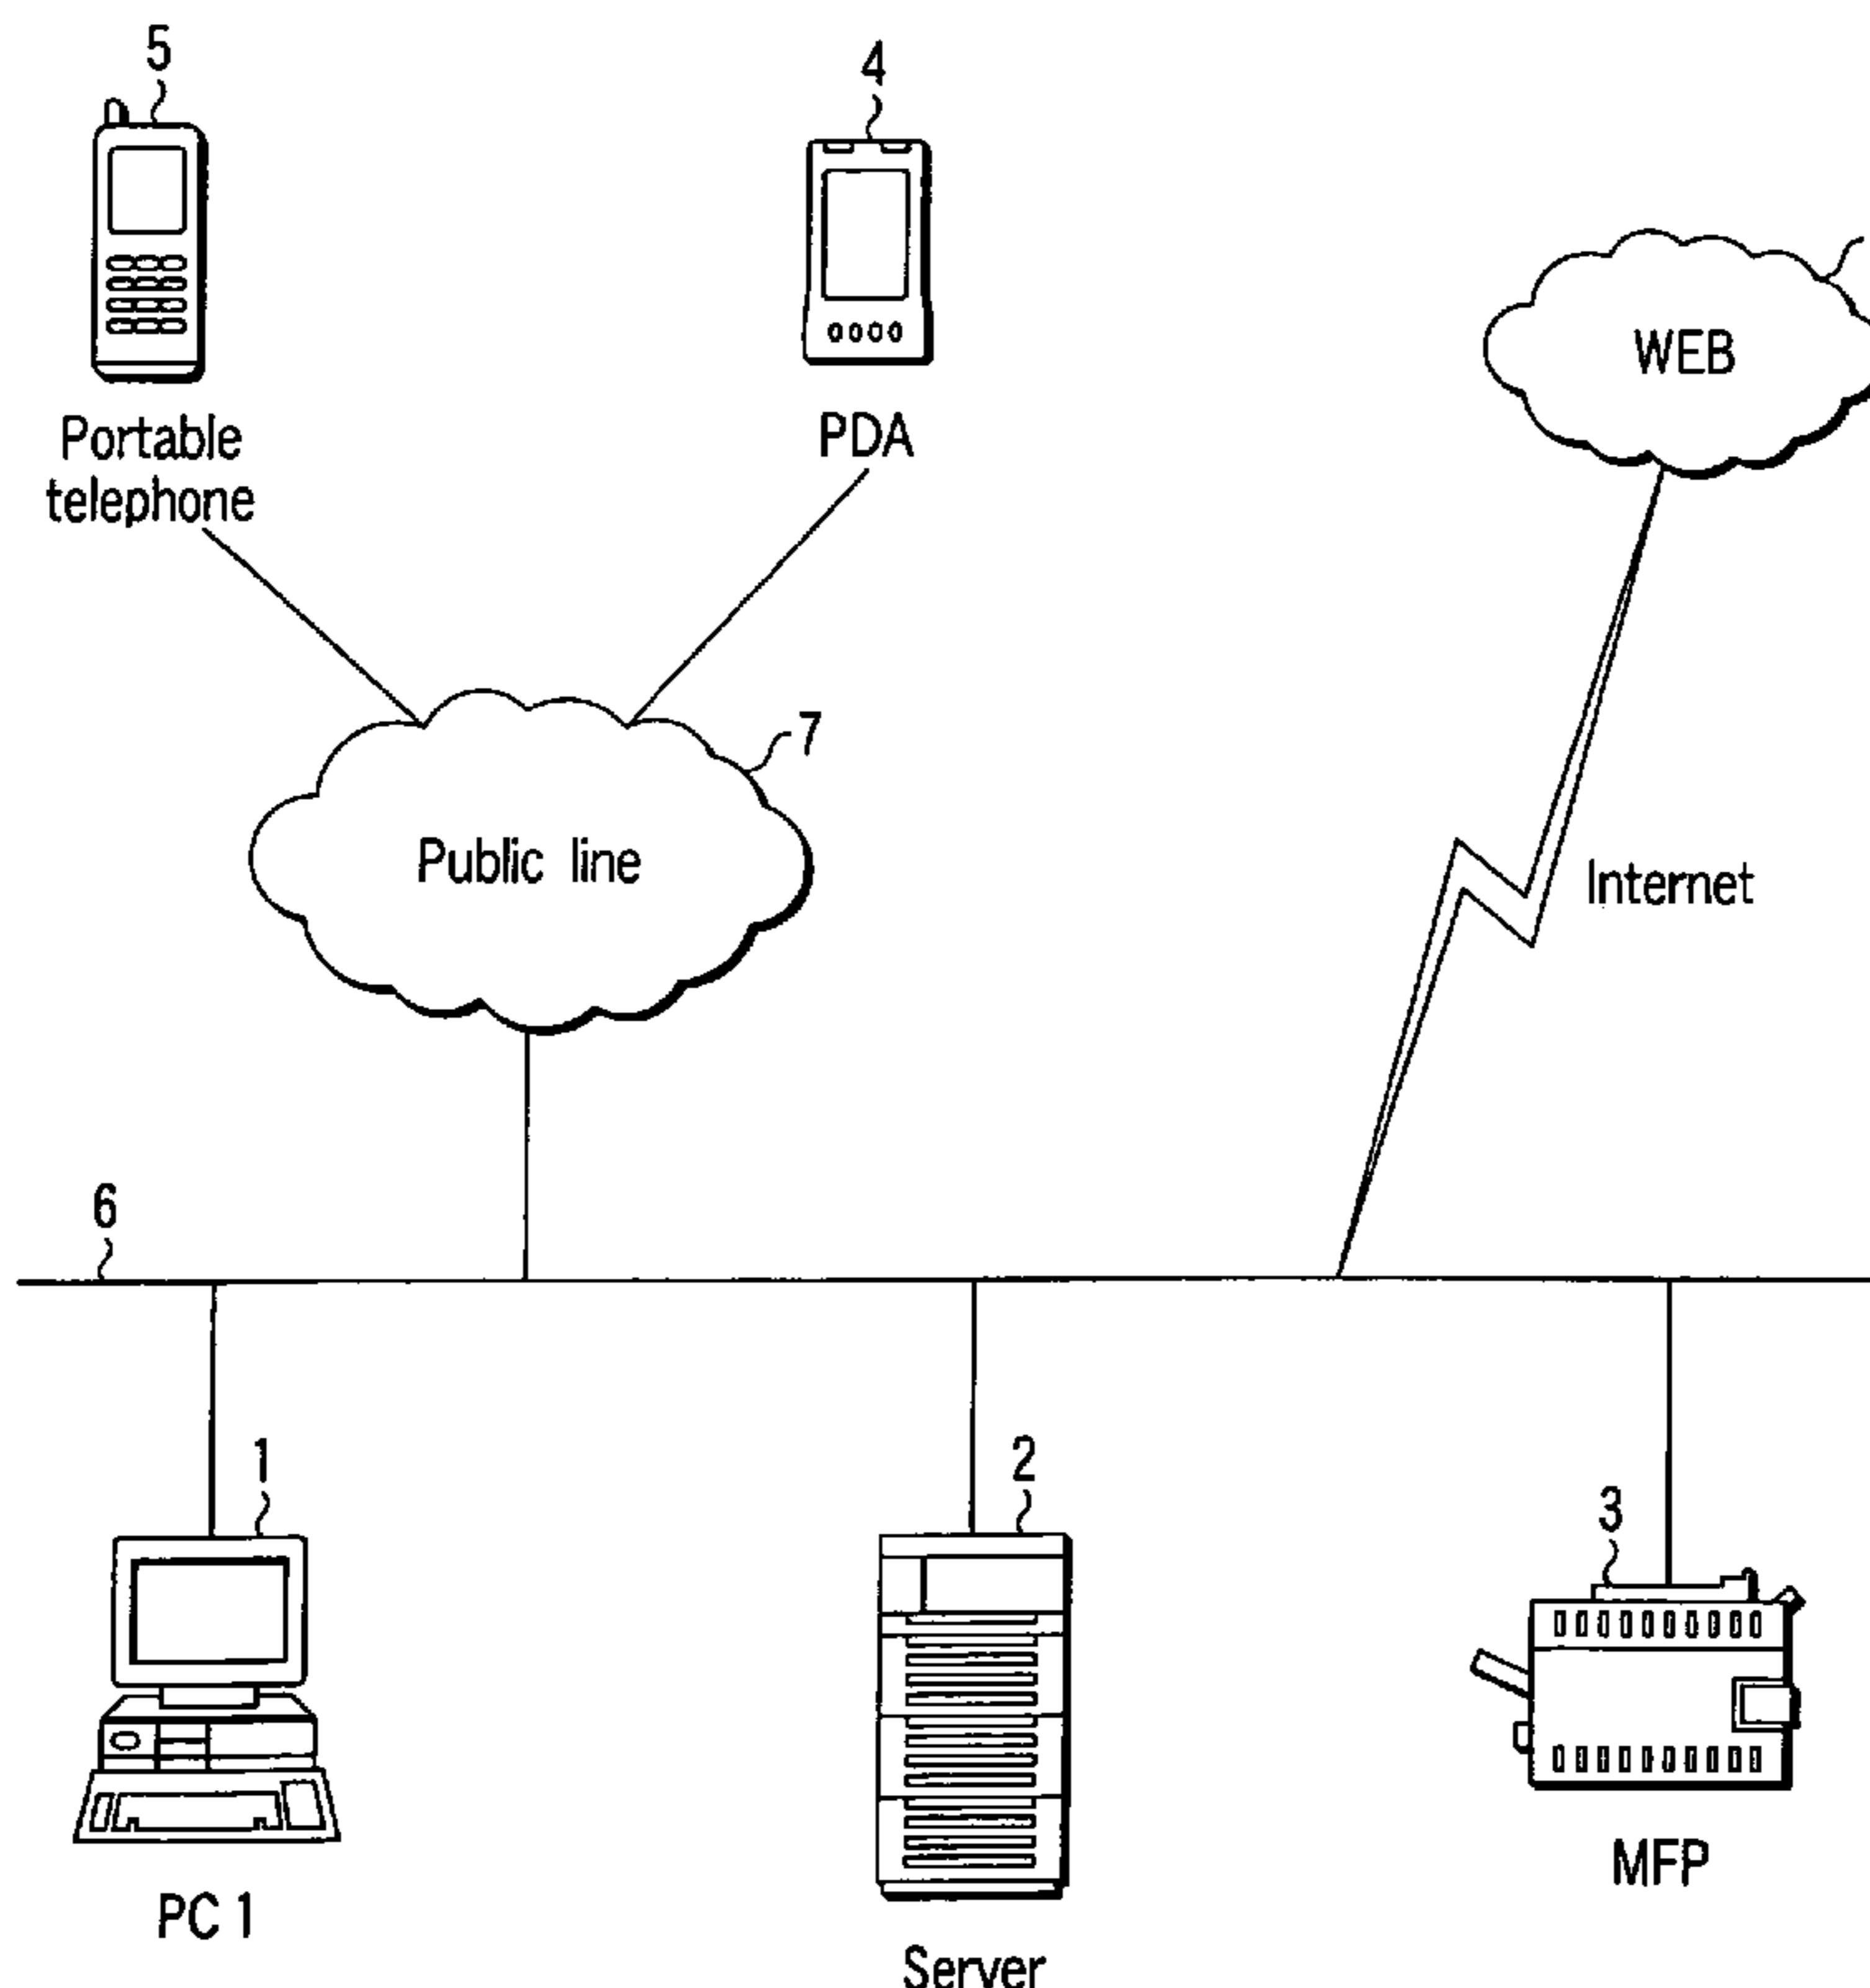 5
4
WEB
Portable
telephone
PDA
7
Public line
Internet
6
1
2
3
PC 1
MFP
Server